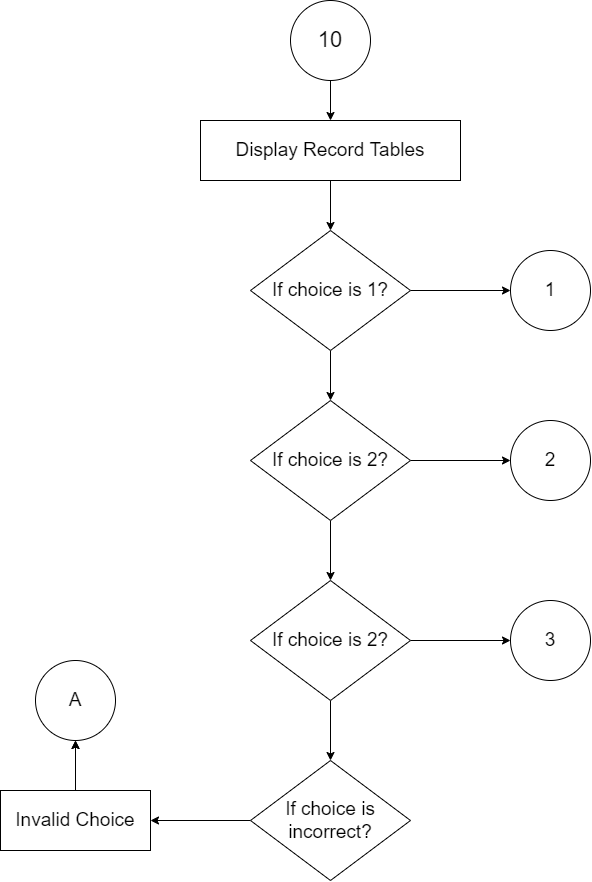 10
Display Record Tables
If choice is 1?
1
If choice is 2?
2
If choice is 2?
3
A
If choice is
incorrect?
Invalid Choice